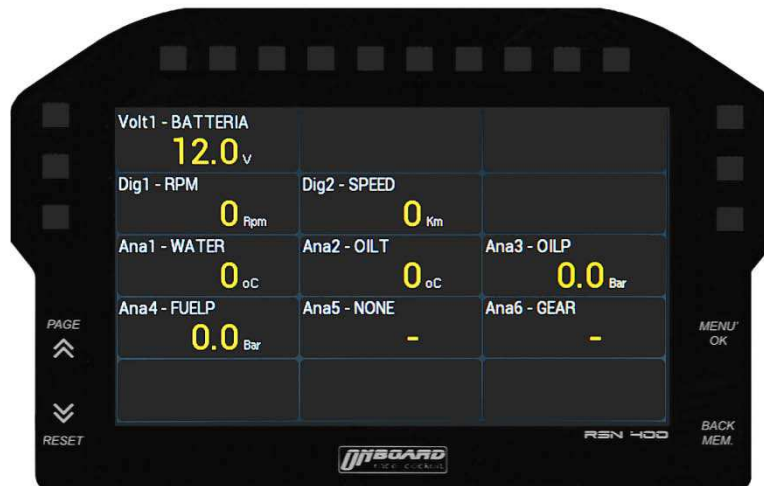 Volt1 - BATTERIA
12.0 V
Dig1 - RPM
Dig2 - SPEED
0 Rpm
0 Km
Ana1 - WATER
Ana2 - OILT
Ana3 - OILP
0 oC
0 oC
0.0 Bar
Ana4 - FUELP
Ana5 - NONE
Ana6 - GEAR
0.0 Bar
-
-
PAGE
RESET
MENU'
OK
BACK
MEM.
RSN 400
ONBOARD